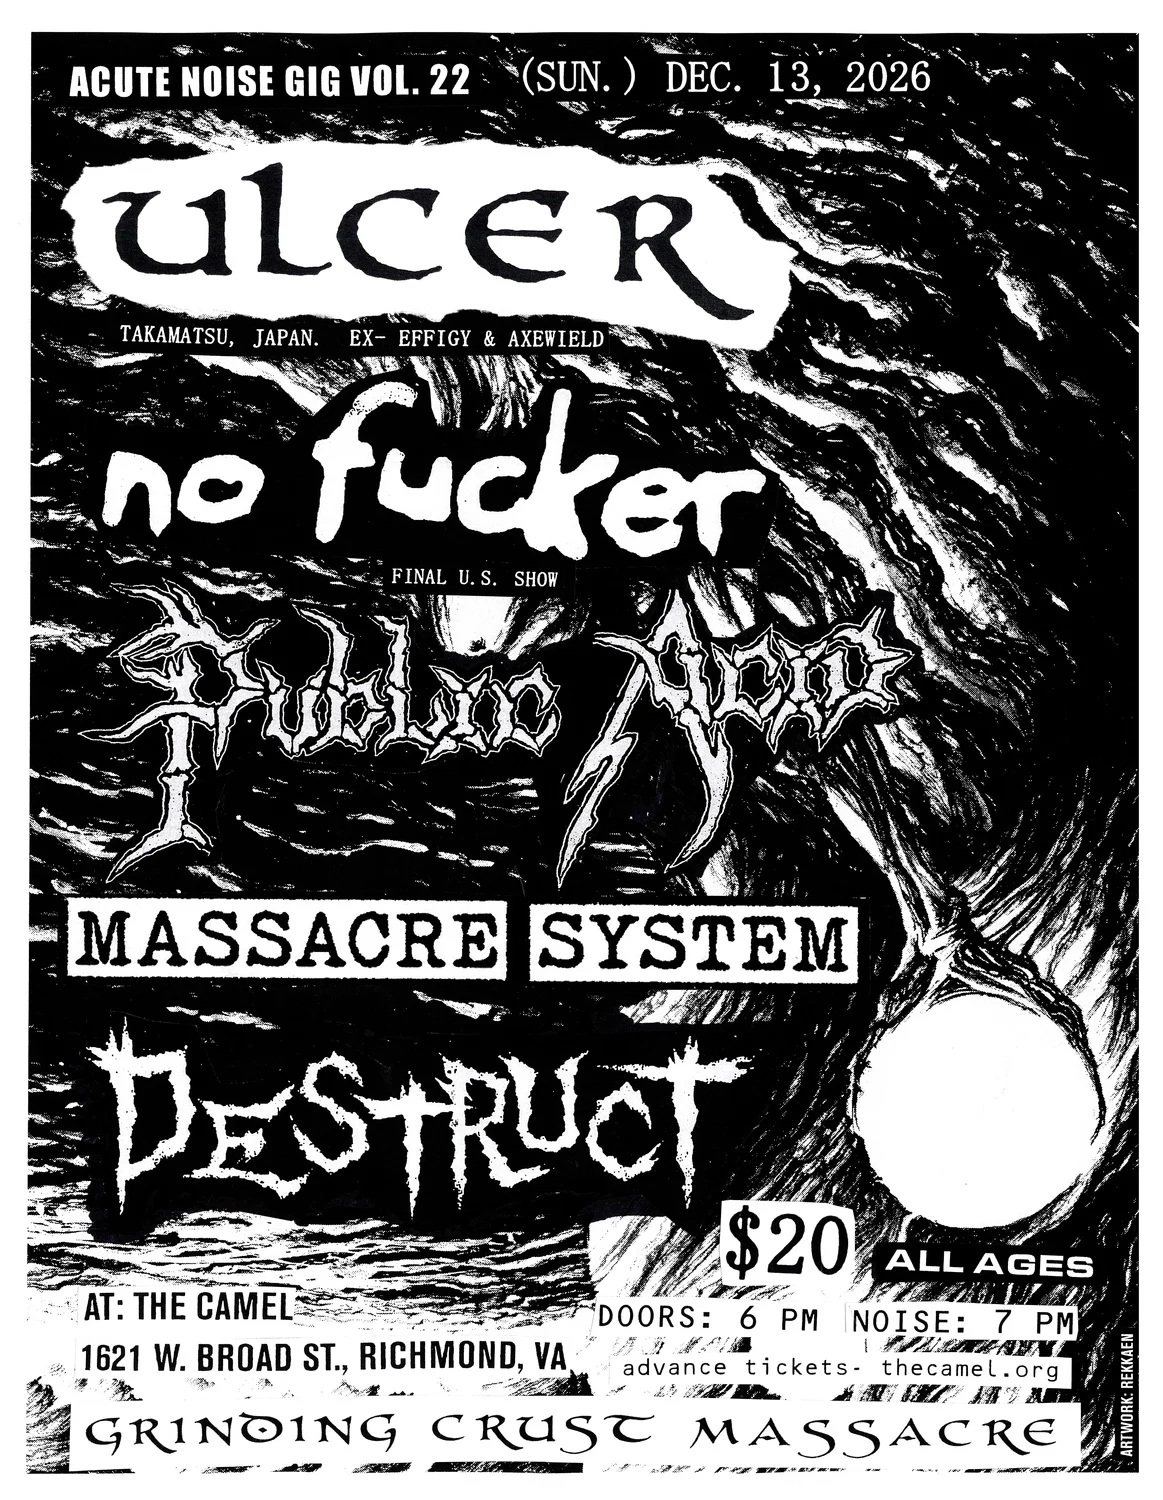 ACUTE NOISE GIG VOL. 22 (SUN.) DEC. 13, 2026
ULCER
TAKAMATSU, JAPAN. EX- EFFIGY & AXEWIELD
no fucker
FINAL U.S. SHOW
Public Acid
MASSACRE SYSTEM
DESTRUCT
$20
ALL AGES
AT: THE CAMEL
DOORS: 6 PM NOISE: 7 PM
1621 W. BROAD ST., RICHMOND, VA
advance tickets- thecamel.org
GRINDING CRUST MASSACRE
ARTWORK: REKKAEN